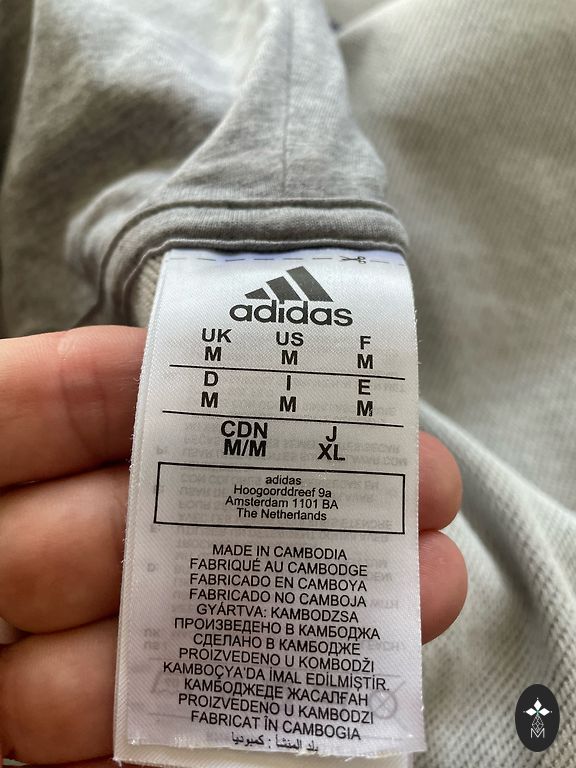 adidas
UK US F
M M M
D I E
M M M
CDN J
M/M XL
adidas
Hoogoorddreef 9a
Amsterdam 1101 BA
The Netherlands
MADE IN CAMBODIA
FABRIQUÉ AU CAMBODGE
FABRICADO EN CAMBOYA
FABRICADO NO CAMBOJA
GYÁRTVA: KAMBODZSA
ПРОИЗВЕДЕНО В КАМБОДЖА
СДЕЛАНО В КАМБОДЖЕ
PROIZVEDENO U KOMBODŽI
KAMBOÇYA'DA İMAL EDİLMİŞTİR.
КАМБОДЖЕДЕ ЖАСАЛҒАН
PROIZVEDENO U KAMBODZI
FABRICAT ÎN CAMBOGIA
بلد المنشأ : كمبوديا
M